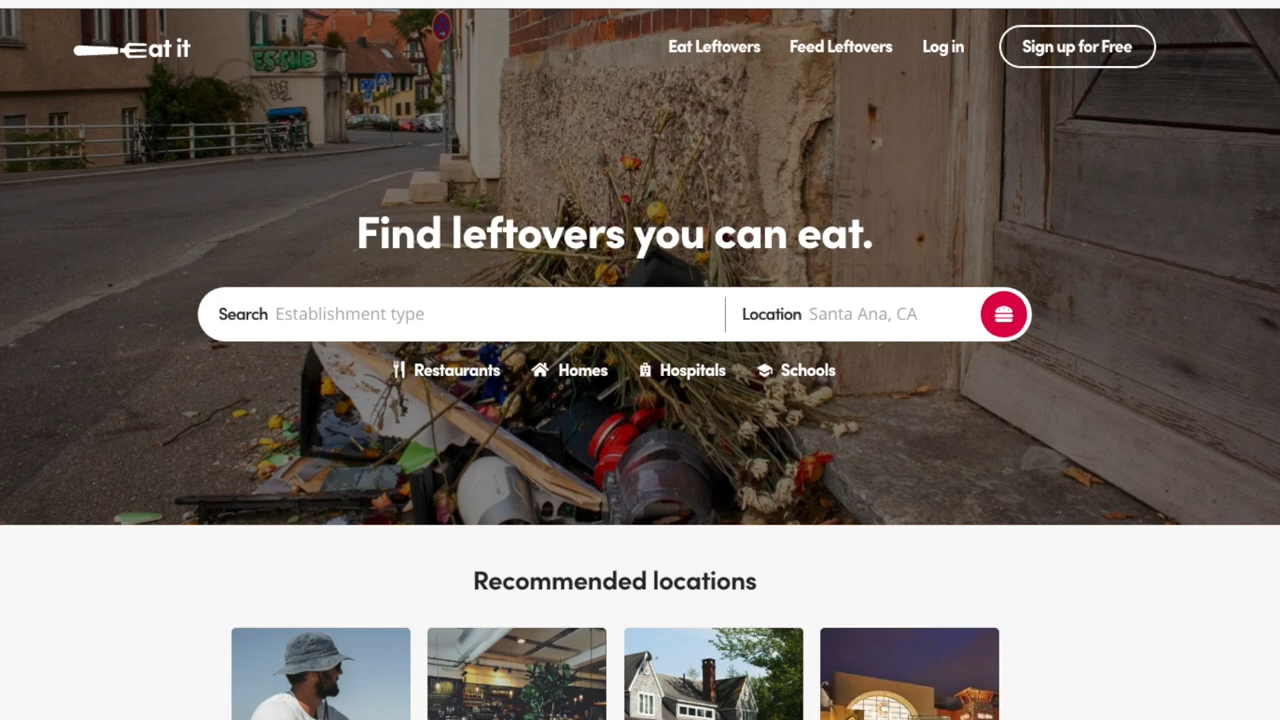 Eat it
Eat Leftovers Feed Leftovers Log in Sign up for Free
Find leftovers you can eat.
Search Establishment type Location Santa Ana, CA
Restaurants Homes Hospitals Schools
Recommended locations